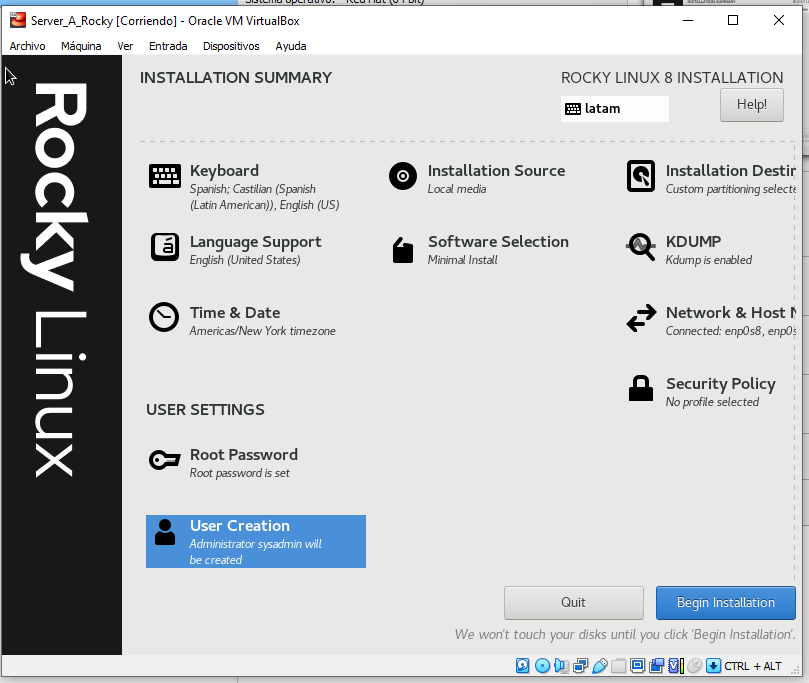 Sistema operativo: Red Hat (64 bit)
Server_A_Rocky [Corriendo] - Oracle VM VirtualBox
Archivo Máquina Ver Entrada Dispositivos Ayuda
Rocky Linux
INSTALLATION SUMMARY
ROCKY LINUX 8 INSTALLATION
latam
Help!
Keyboard
Spanish; Castilian (Spanish
(Latin American)), English (US)
Installation Source
Local media
Installation Destin
Custom partitioning selecte
Language Support
English (United States)
Software Selection
Minimal Install
KDUMP
Kdump is enabled
Time & Date
Americas/New York timezone
Network & Host N
Connected: enp0s8, enp0s
Security Policy
No profile selected
USER SETTINGS
Root Password
Root password is set
User Creation
Administrator sysadmin will
be created
Quit
Begin Installation
We won't touch your disks until you click 'Begin Installation'.
CTRL + ALT